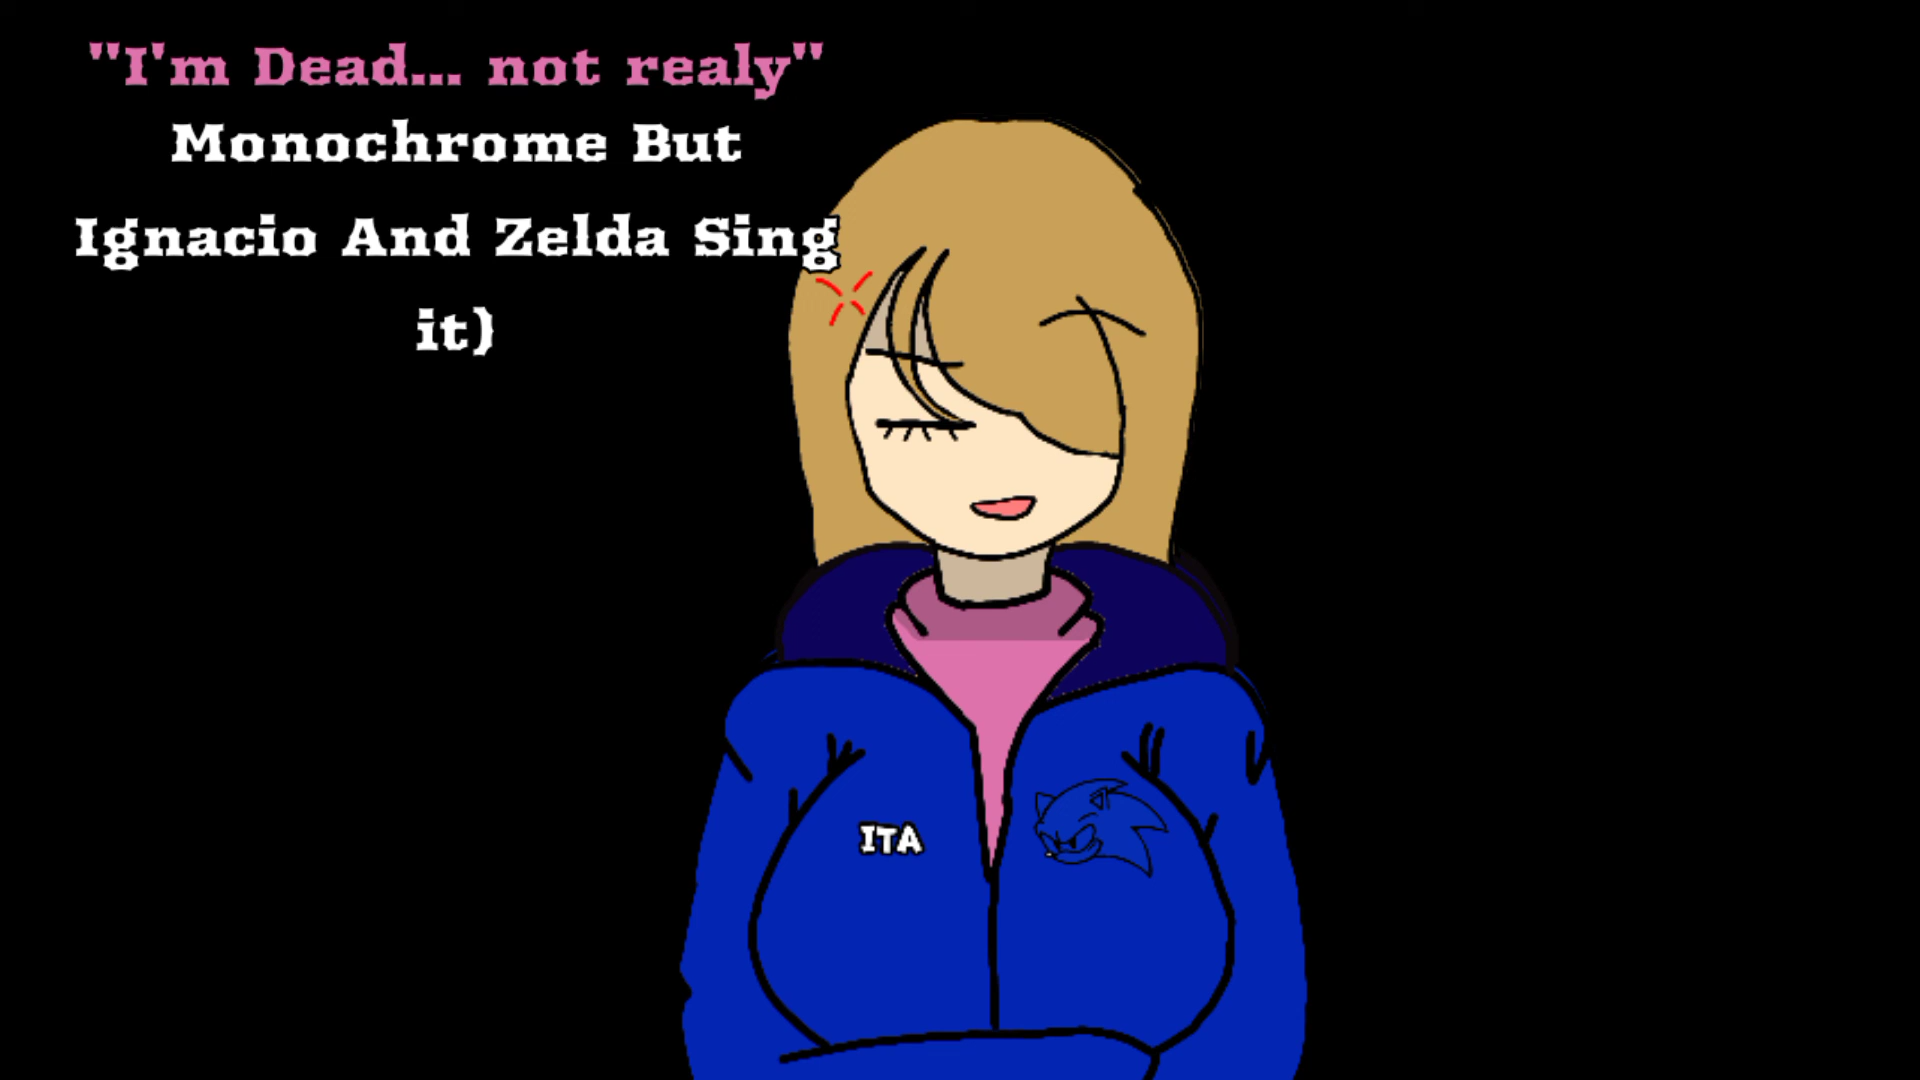 "I'm Dead... not realy"
Monochrome But
Ignacio And Zelda Sing
it)
ITA